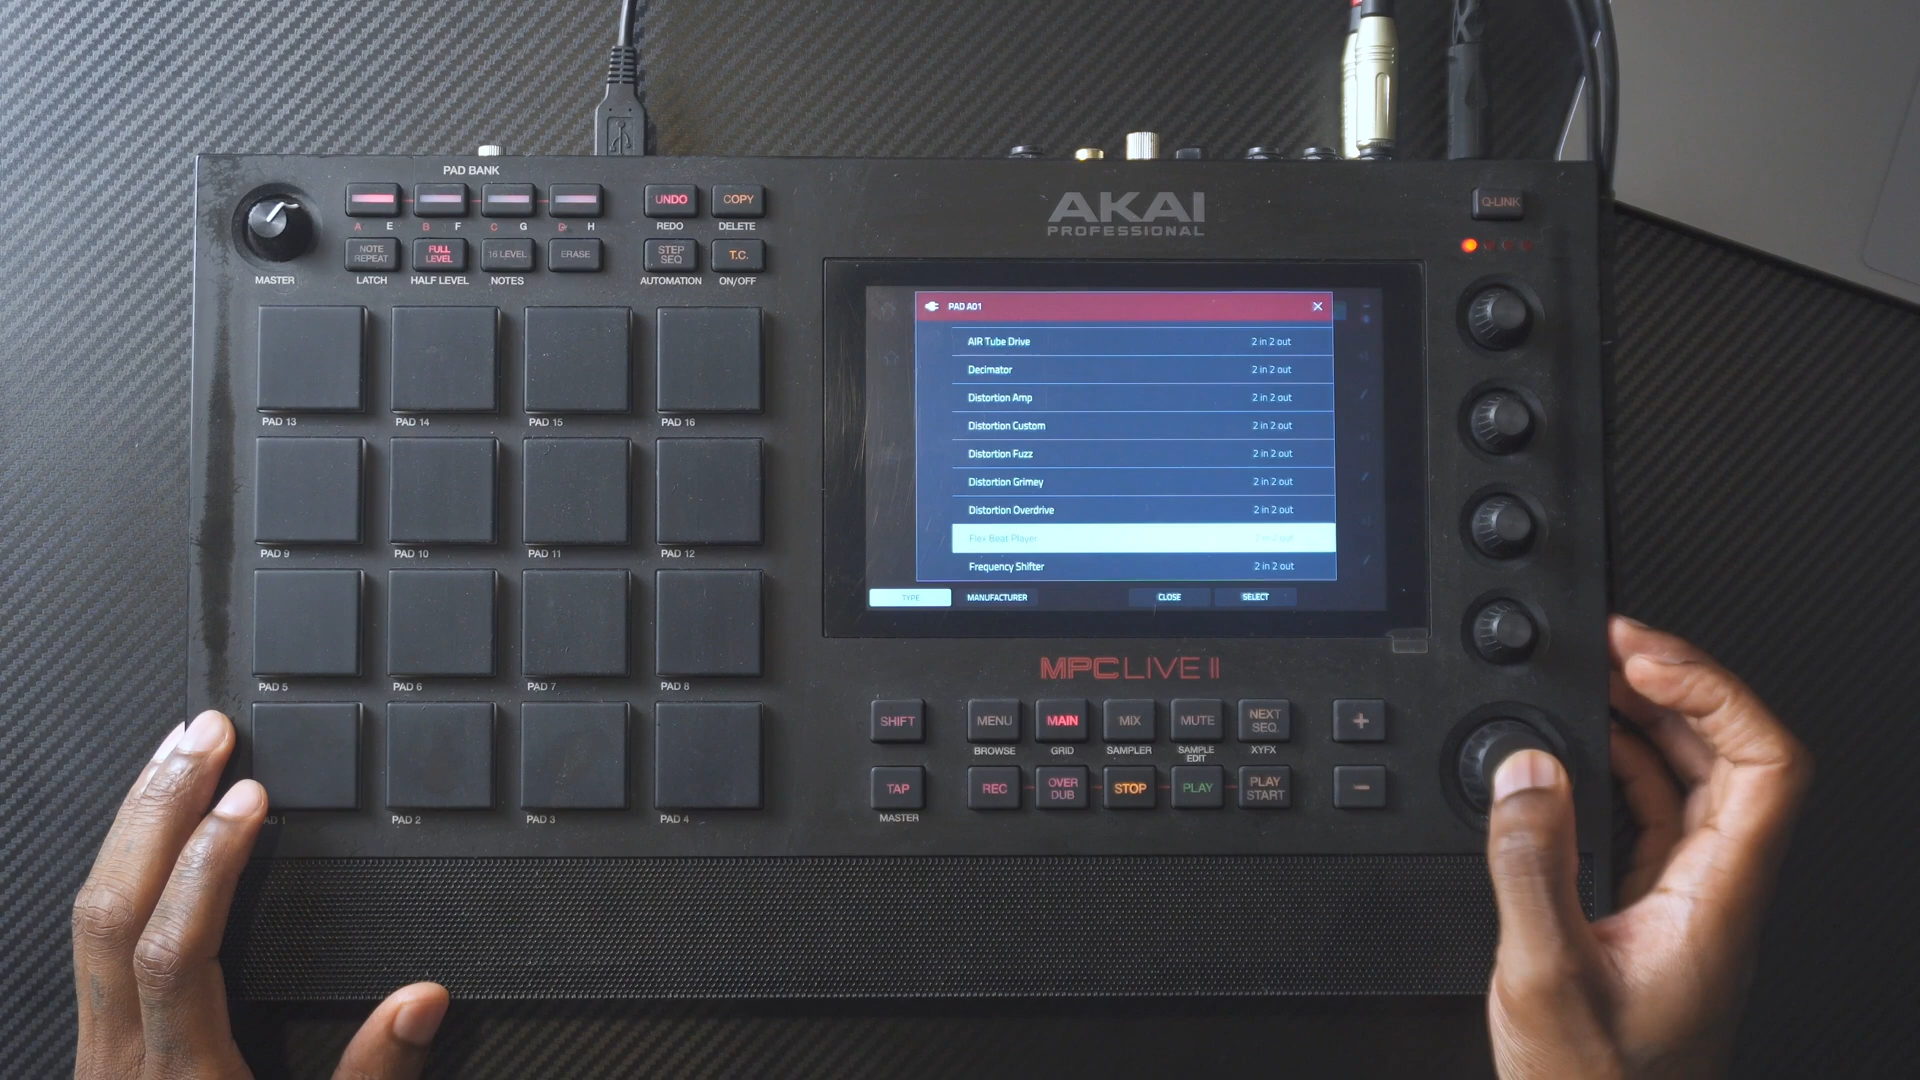 PAD BANK
UNDO
COPY
A E B F C G D H
REDO
DELETE
NOTE REPEAT
FULL LEVEL
16 LEVEL
ERASE
STEP SEQ
T.C.
MASTER
LATCH
HALF LEVEL
NOTES
AUTOMATION
ON/OFF
PAD 13
PAD 14
PAD 15
PAD 16
PAD 9
PAD 10
PAD 11
PAD 12
PAD 5
PAD 6
PAD 7
PAD 8
AD 1
PAD 2
PAD 3
PAD 4
AKAI
PROFESSIONAL
Q-LINK
PAD A01
AIR Tube Drive 2 in 2 out
Decimator 2 in 2 out
Distortion Amp 2 in 2 out
Distortion Custom 2 in 2 out
Distortion Fuzz 2 in 2 out
Distortion Grimey 2 in 2 out
Distortion Overdrive 2 in 2 out
Flex Beat Player 2 in 2 out
Frequency Shifter 2 in 2 out
TYPE
MANUFACTURER
CLOSE
SELECT
MPC LIVE II
SHIFT
MENU
MAIN
MIX
MUTE
NEXT SEQ
+
BROWSE
GRID
SAMPLER
SAMPLE EDIT
XYFX
TAP
REC
OVER DUB
STOP
PLAY
PLAY START
−
MASTER